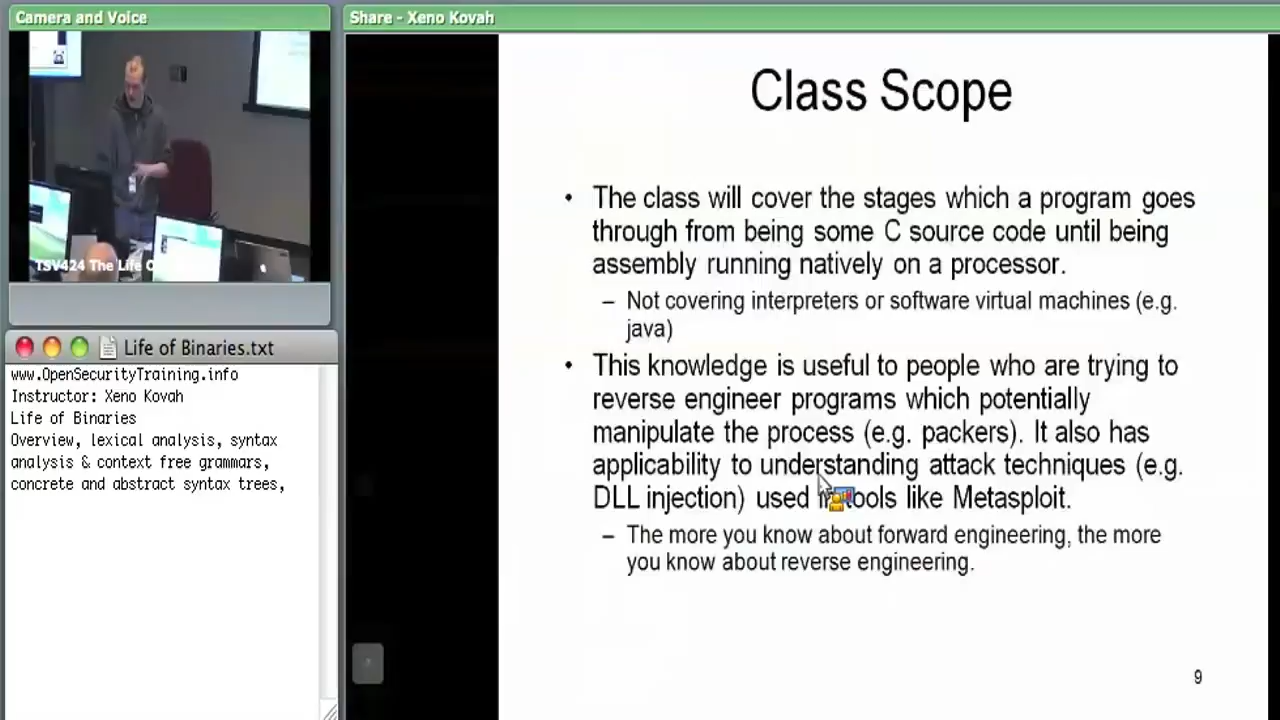 Camera and Voice
TSV424 The Life O
Life of Binaries.txt
www.OpenSecurityTraining.info
Instructor: Xeno Kovah
Life of Binaries
Overview, lexical analysis, syntax
analysis & context free grammars,
concrete and abstract syntax trees,
Share - Xeno Kovah
Class Scope
• The class will cover the stages which a program goes
through from being some C source code until being
assembly running natively on a processor.
– Not covering interpreters or software virtual machines (e.g.
java)
• This knowledge is useful to people who are trying to
reverse engineer programs which potentially
manipulate the process (e.g. packers). It also has
applicability to understanding attack techniques (e.g.
DLL injection) used in tools like Metasploit.
– The more you know about forward engineering, the more
you know about reverse engineering.
9